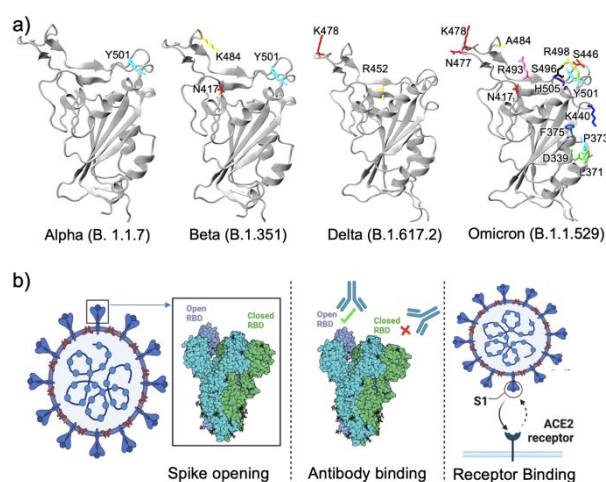 a)
Y501
Alpha (B. 1.1.7)
K484
Y501
N417
Beta (B.1.351)
K478
R452
Delta (B.1.617.2)
K478
N477
A484
R498
S446
R493
S496
Y501
H505
N417
K440
F375
P373
D339
L371
Omicron (B.1.1.529)
b)
Open
RBD
Closed
RBD
Spike opening
Open
RBD
Closed
RBD
Antibody binding
S1
ACE2
receptor
Receptor Binding